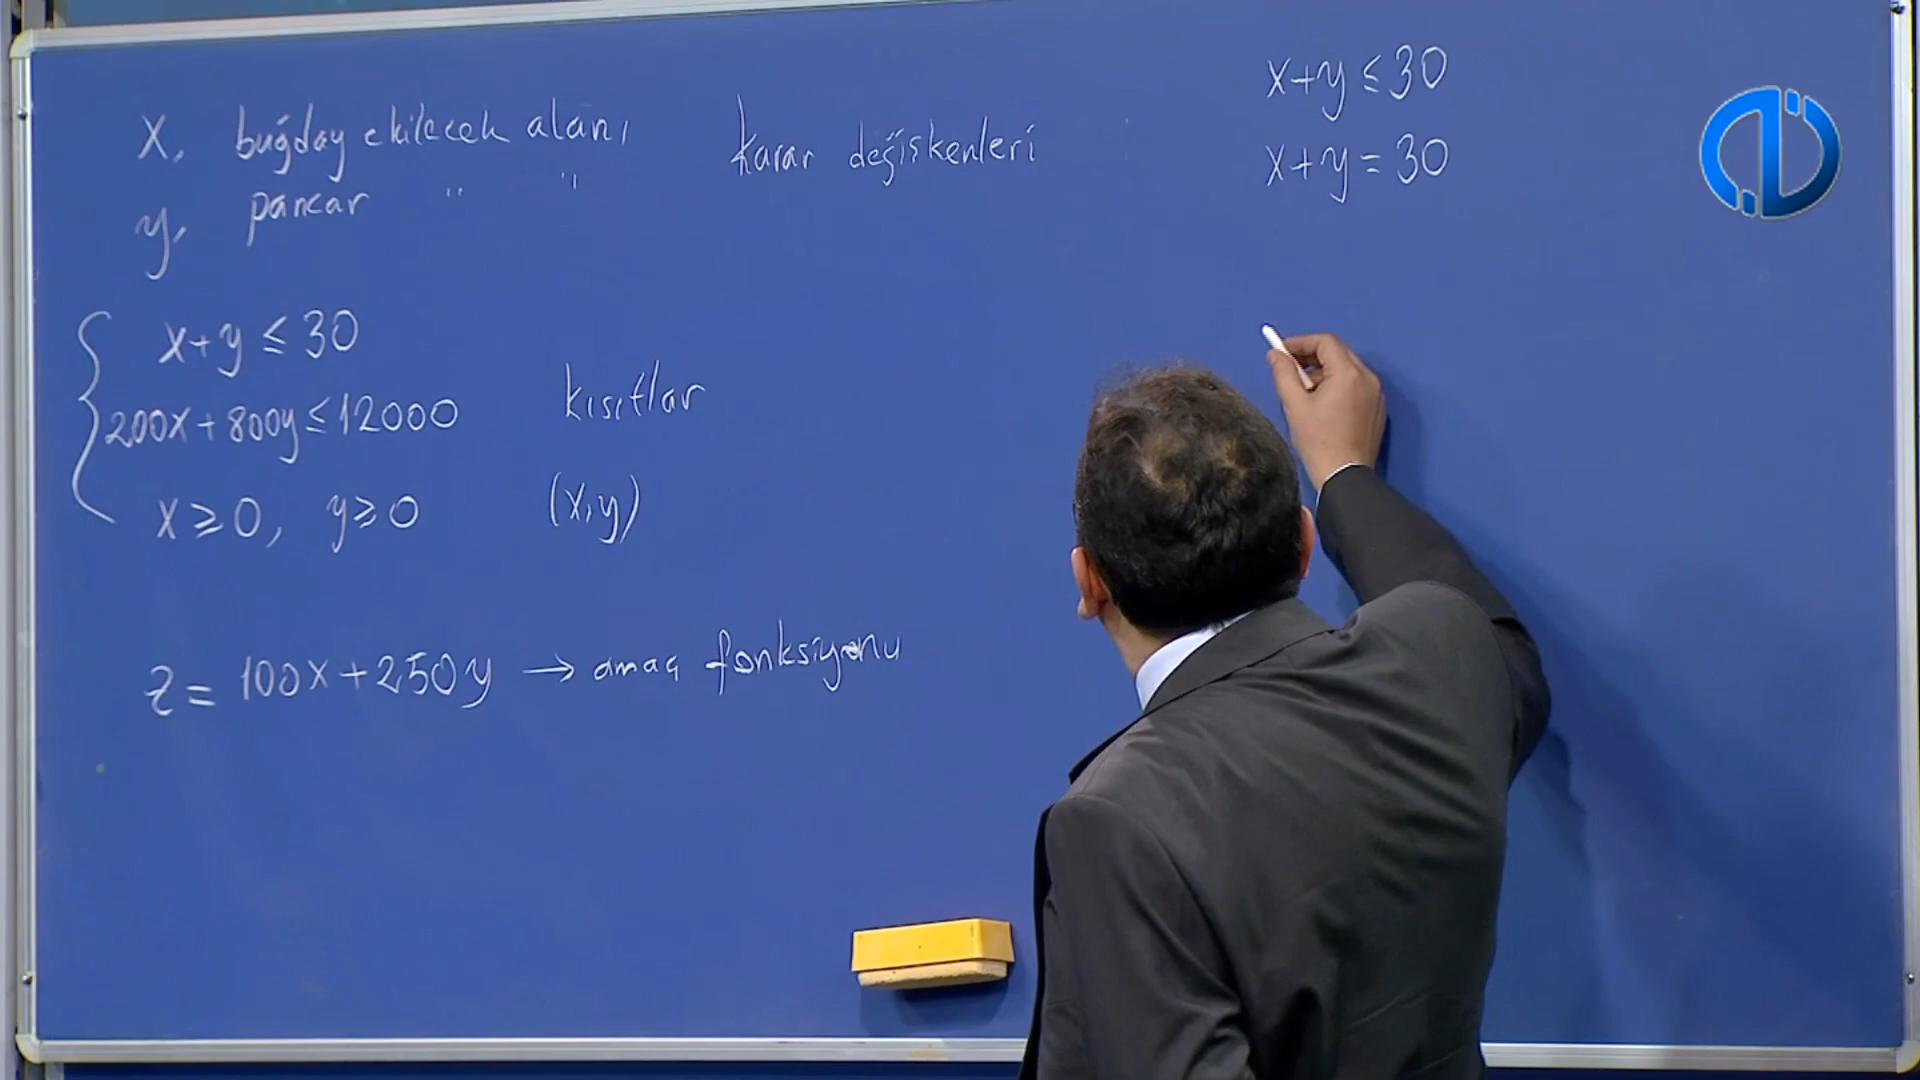 x, buğday ekilecek alanı
y, pancar " "
karar değişkenleri
x+y≤30
200x+800y≤12000
x≥0, y≥0
kısıtlar
(x,y)
z=100x+250y→amaç fonksiyonu
x+y≤30
x+y=30